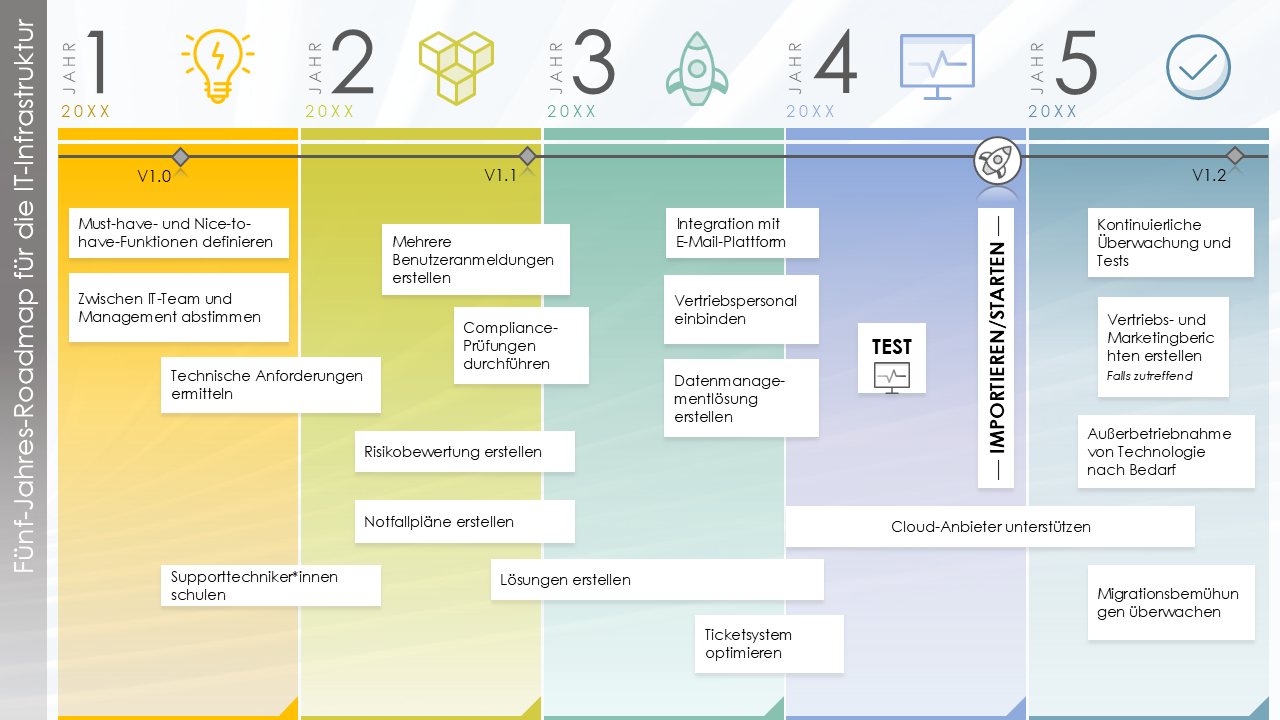 Fünf-Jahres-Roadmap für die IT-Infrastruktur
JAHR 1
20XX
JAHR 2
20XX
JAHR 3
20XX
JAHR 4
20XX
JAHR 5
20XX
V1.0
V1.1
V1.2
Must-have- und Nice-to-
have-Funktionen definieren
Zwischen IT-Team und
Management abstimmen
Technische Anforderungen
ermitteln
Supporttechniker*innen
schulen
Mehrere
Benutzeranmeldungen
erstellen
Compliance-
Prüfungen
durchführen
Risikobewertung erstellen
Notfallpläne erstellen
Lösungen erstellen
Integration mit
E-Mail-Plattform
Vertriebspersonal
einbinden
Datenmanage-
mentlösung
erstellen
Ticketsystem
optimieren
TEST
— IMPORTIEREN/STARTEN —
Cloud-Anbieter unterstützen
Kontinuierliche
Überwachung und
Tests
Vertriebs- und
Marketingberic
hten erstellen
Falls zutreffend
Außerbetriebnahme
von Technologie
nach Bedarf
Migrationsbemühun
gen überwachen